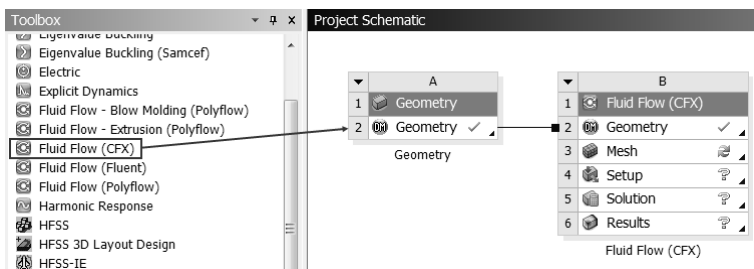 Toolbox
Eigenvalue Buckling
Eigenvalue Buckling (Samcef)
Electric
Explicit Dynamics
Fluid Flow - Blow Molding (Polyflow)
Fluid Flow - Extrusion (Polyflow)
Fluid Flow (CFX)
Fluid Flow (Fluent)
Fluid Flow (Polyflow)
Harmonic Response
HFSS
HFSS 3D Layout Design
HFSS-IE
Project Schematic
A
1 Geometry
2 Geometry
Geometry
B
1 Fluid Flow (CFX)
2 Geometry
3 Mesh
4 Setup
5 Solution
6 Results
Fluid Flow (CFX)